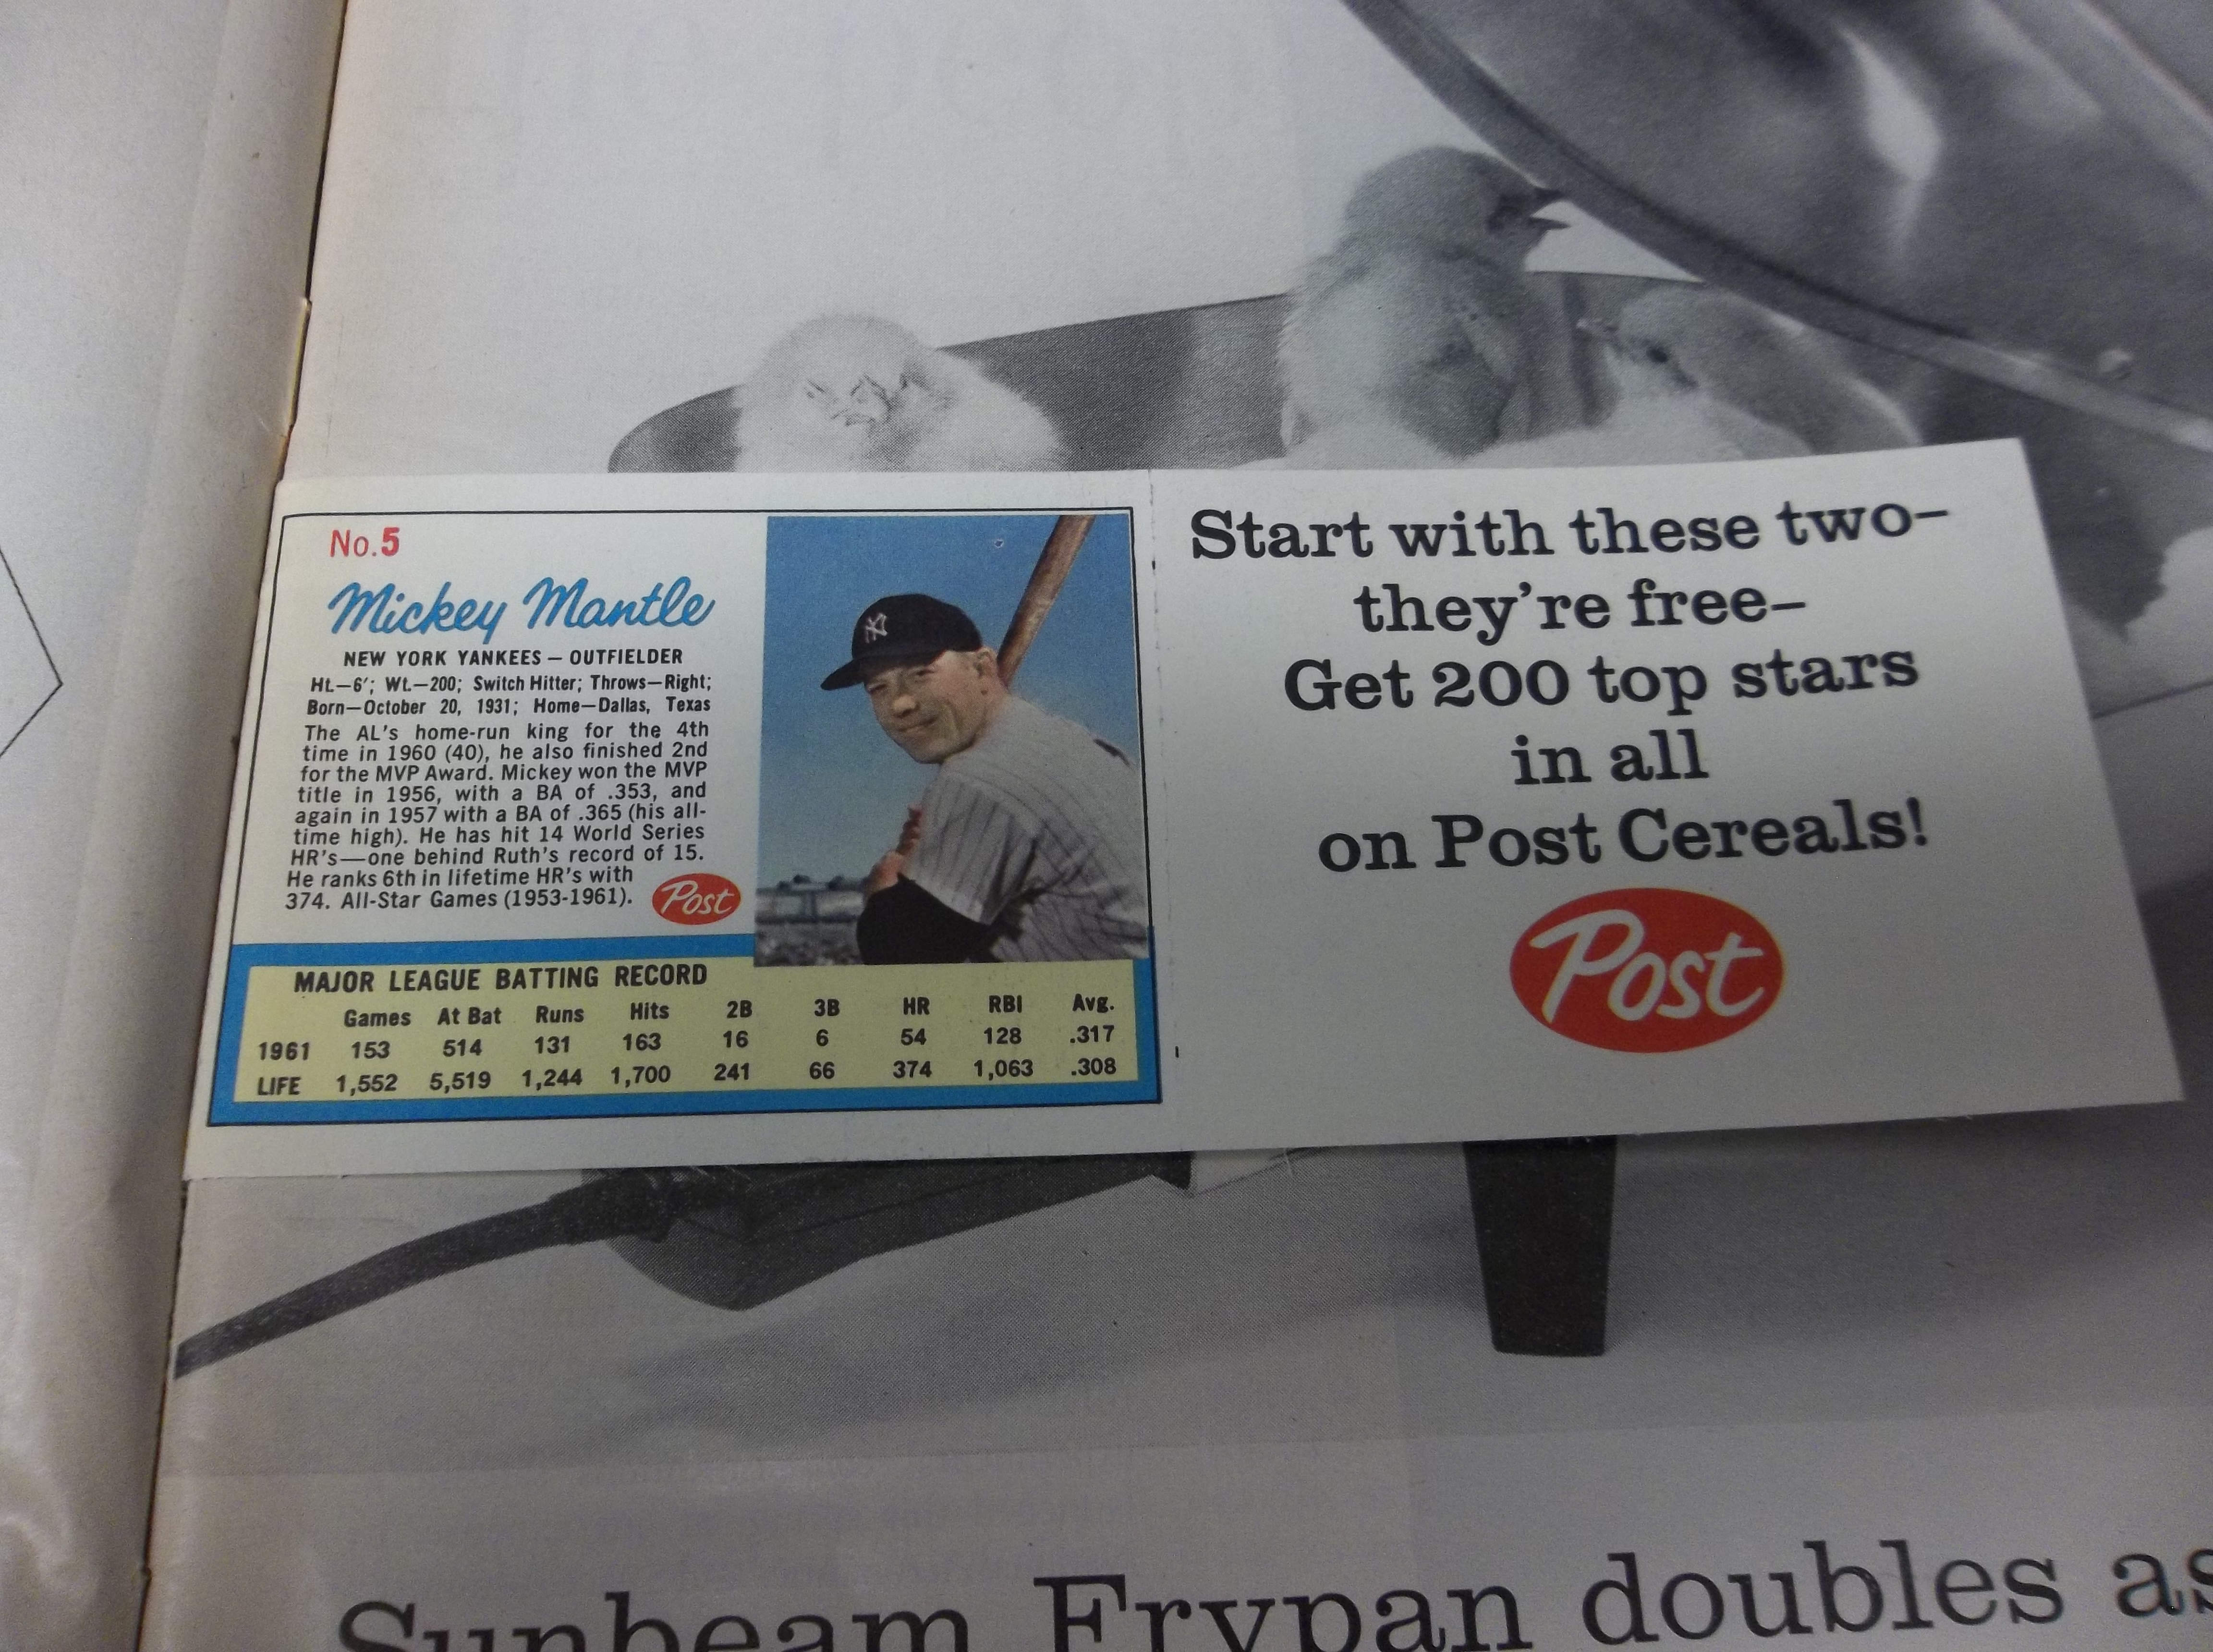 No.5
Mickey Mantle
NEW YORK YANKEES – OUTFIELDER
Ht.—6'; Wt.—200; Switch Hitter; Throws—Right;
Born—October 20, 1931; Home—Dallas, Texas
The AL's home-run king for the 4th
time in 1960 (40), he also finished 2nd
for the MVP Award. Mickey won the MVP
title in 1956, with a BA of .353, and
again in 1957 with a BA of .365 (his all-
time high). He has hit 14 World Series
HR's—one behind Ruth's record of 15.
He ranks 6th in lifetime HR's with
374. All-Star Games (1953-1961).
Post
NY
MAJOR LEAGUE BATTING RECORD
Games At Bat Runs Hits 2B 3B HR RBI Avg.
1961 153 514 131 163 16 6 54 128 .317
LIFE 1,552 5,519 1,244 1,700 241 66 374 1,063 .308
Start with these two–
they're free–
Get 200 top stars
in all
on Post Cereals!
Post
Sunbeam Frypan doubles as